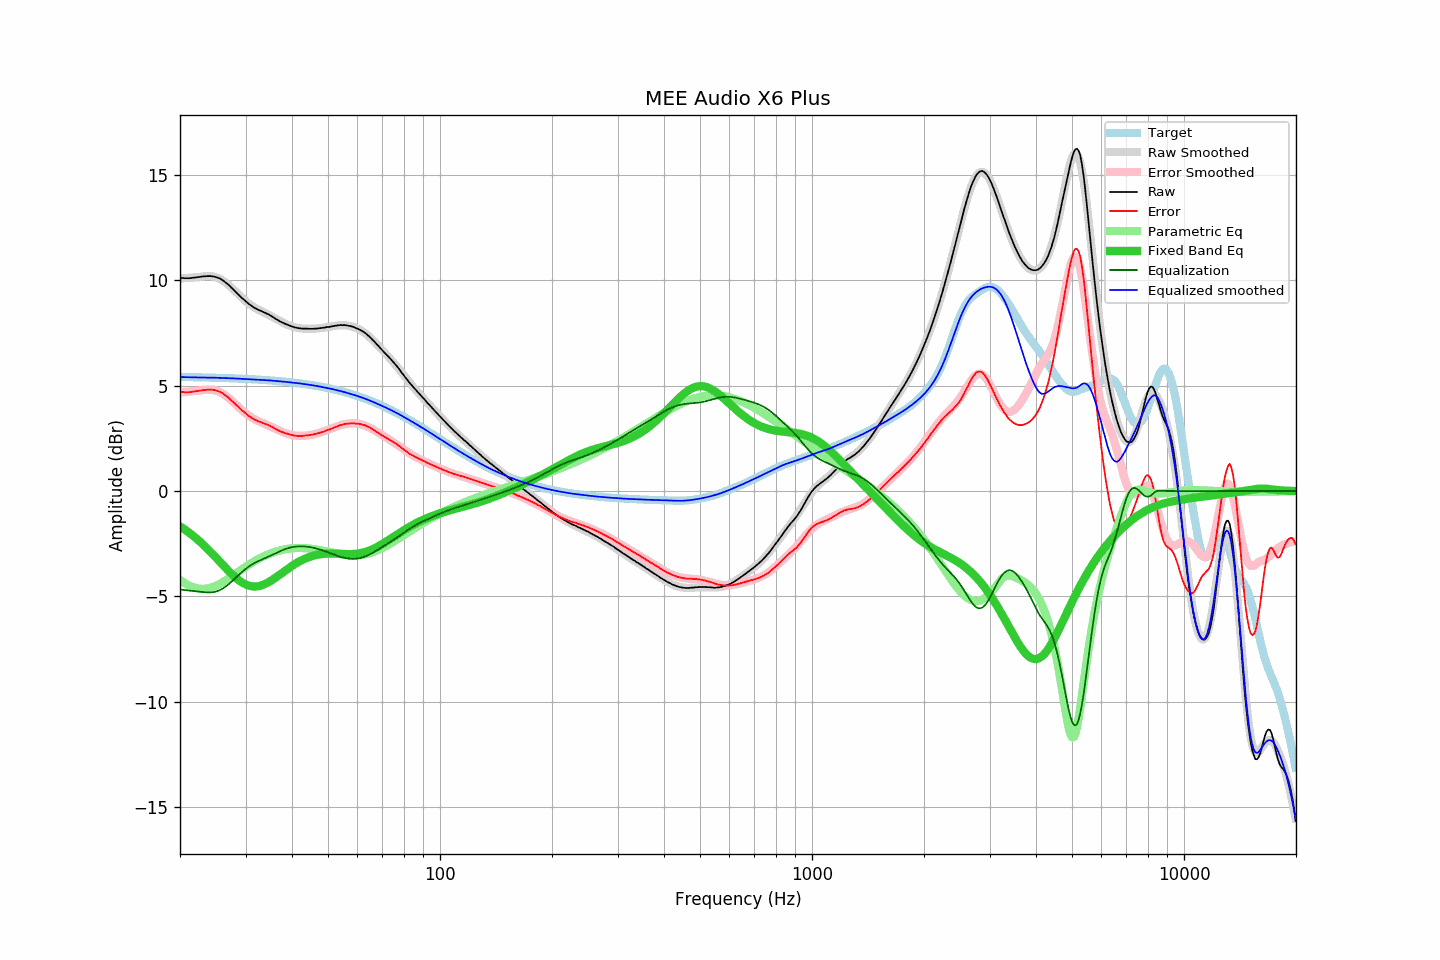 MEE Audio X6 Plus
Target
Raw Smoothed
Error Smoothed
Raw
Error
Parametric Eq
Fixed Band Eq
Equalization
Equalized smoothed
15
10
5
0
−5
−10
−15
Amplitude (dBr)
100
1000
10000
Frequency (Hz)